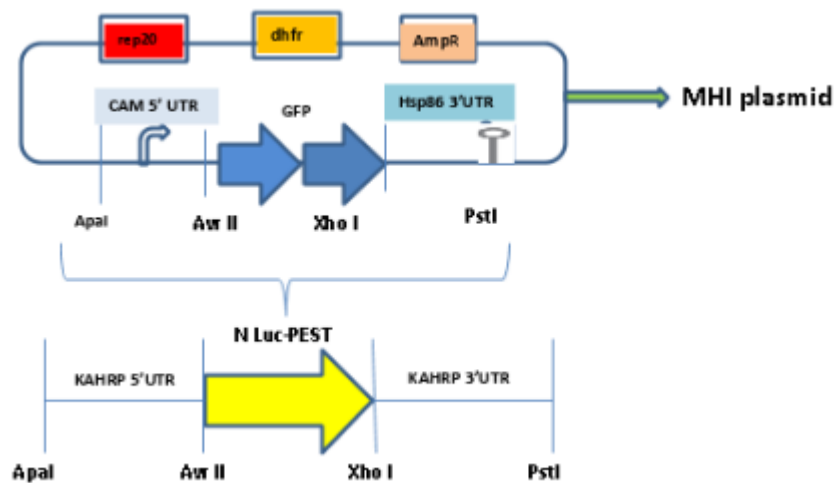 rep20 dhfr AmpR
MHI plasmid
CAM 5' UTR GFP Hsp86 3'UTR
ApaI Avr II Xho I PstI
N Luc-PEST
KAHRP 5'UTR KAHRP 3'UTR
ApaI Avr II Xho I PstI